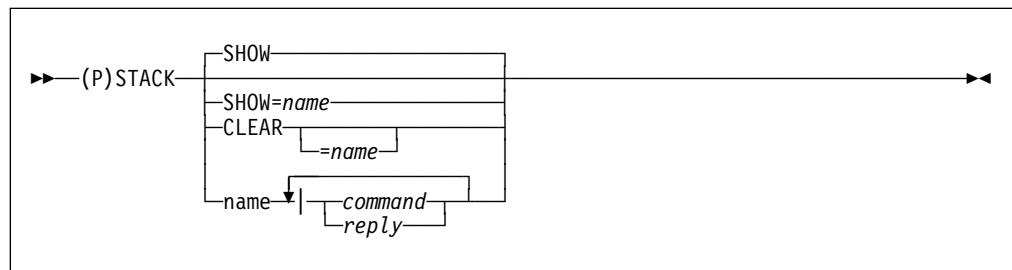 SHOW
(P)STACK
SHOW=name
CLEAR
=name
name | command
reply